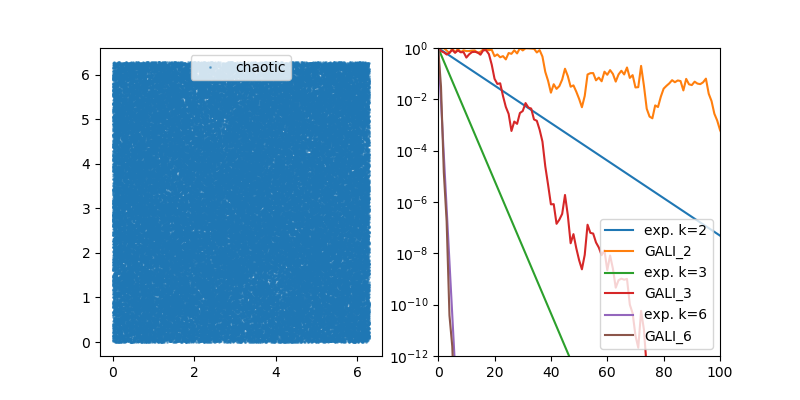 chaotic
6
5
4
3
2
1
0
0 2 4 6
10^0
10^−2
10^−4
10^−6
10^−8
10^−10
10^−12
exp. k=2
GALI_2
exp. k=3
GALI_3
exp. k=6
GALI_6
0 20 40 60 80 100